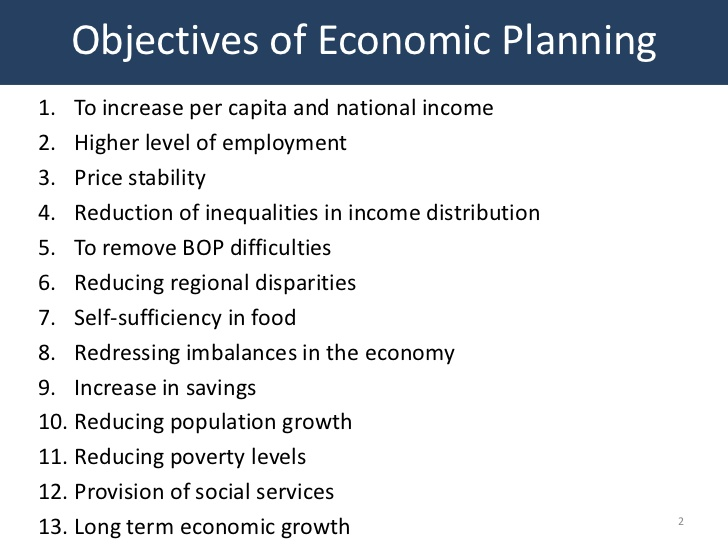 Objectives of Economic Planning
1. To increase per capita and national income
2. Higher level of employment
3. Price stability
4. Reduction of inequalities in income distribution
5. To remove BOP difficulties
6. Reducing regional disparities
7. Self-sufficiency in food
8. Redressing imbalances in the economy
9. Increase in savings
10. Reducing population growth
11. Reducing poverty levels
12. Provision of social services
13. Long term economic growth
2